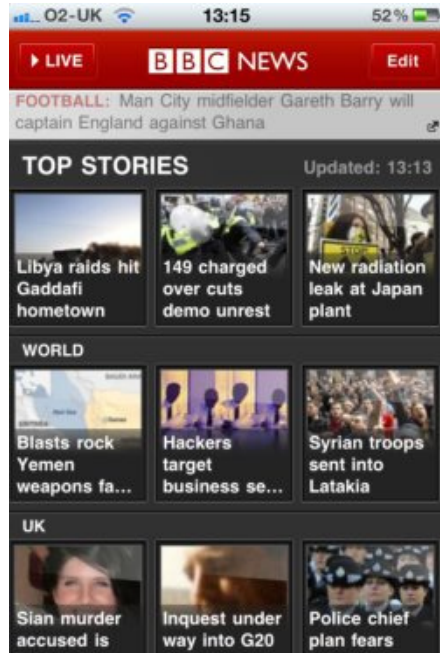 O2-UK 13:15 52%
LIVE BBC NEWS Edit
FOOTBALL: Man City midfielder Gareth Barry will
captain England against Ghana
TOP STORIES Updated: 13:13
Libya raids hit
Gaddafi
hometown
149 charged
over cuts
demo unrest
STOP
New radiation
leak at Japan
plant
WORLD
Blasts rock
Yemen
weapons fa...
Hackers
target
business se...
Syrian troops
sent into
Latakia
UK
Sian murder
accused is
Inquest under
way into G20
Police chief
plan fears